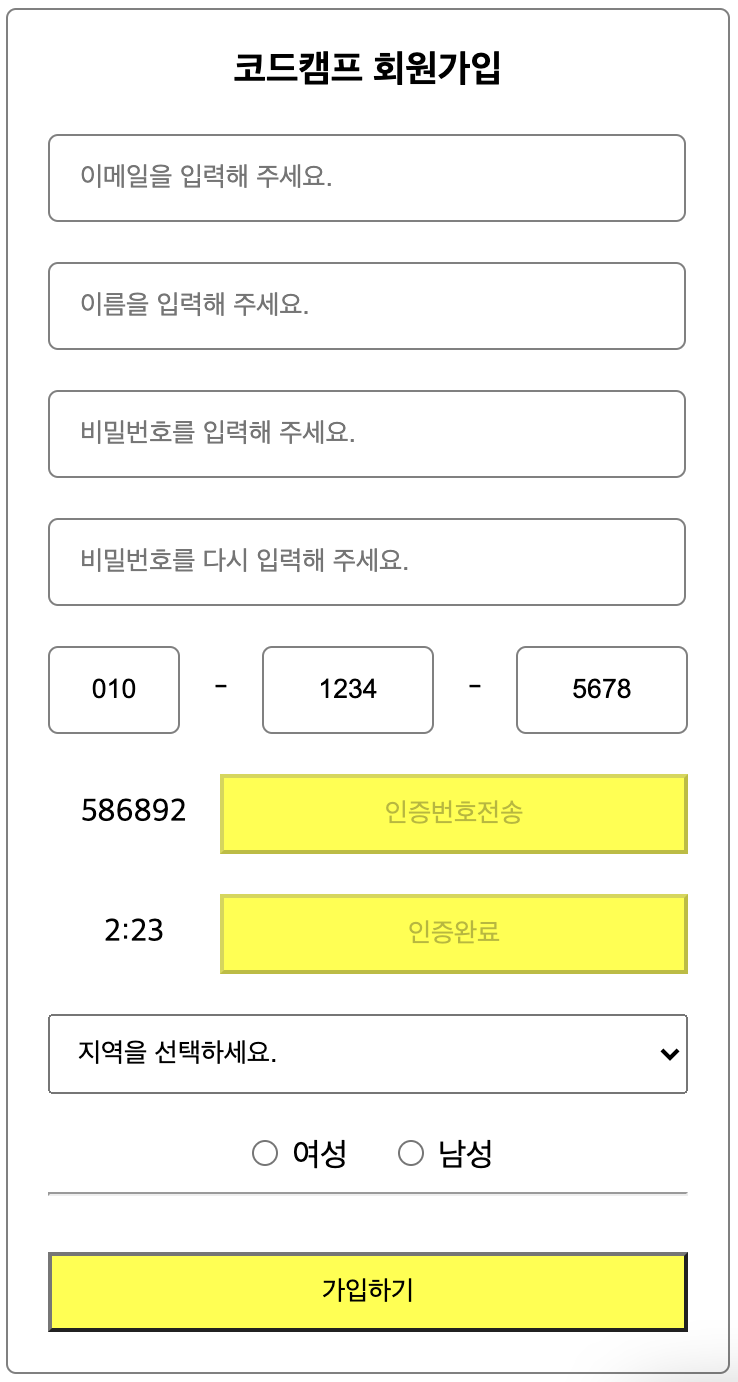 코드캠프 회원가입
이메일을 입력해 주세요.
이름을 입력해 주세요.
비밀번호를 입력해 주세요.
비밀번호를 다시 입력해 주세요.
010 - 1234 - 5678
586892 인증번호전송
2:23 인증완료
지역을 선택하세요.
여성 남성
가입하기